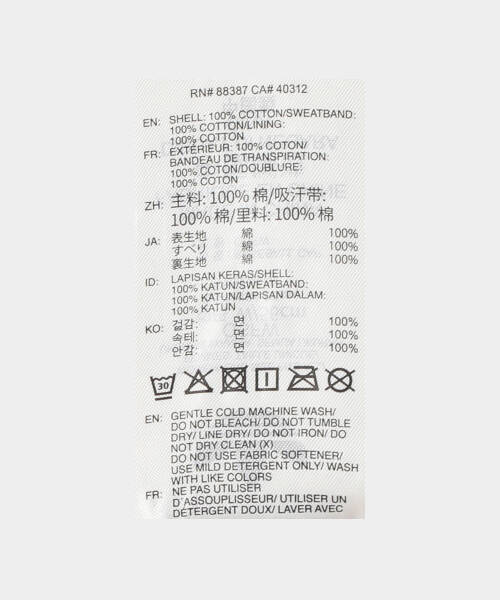 RN# 88387 CA# 40312
EN: SHELL: 100% COTTON/SWEATBAND:
100% COTTON/LINING:
100% COTTON
FR: EXTÉRIEUR: 100% COTON/
BANDEAU DE TRANSPIRATION:
100% COTON/DOUBLURE:
100% COTON
ZH: 主料: 100% 棉/吸汗带:
100% 棉/里料: 100% 棉
JA: 表生地 綿 100%
すべり 綿 100%
裏生地 綿 100%
ID: LAPISAN KERAS/SHELL:
100% KATUN/SWEATBAND:
100% KATUN/LAPISAN DALAM:
100% KATUN
KO: 겉감: 면 100%
속테: 면 100%
안감: 면 100%
30
EN: GENTLE COLD MACHINE WASH/
DO NOT BLEACH/DO NOT TUMBLE
DRY/LINE DRY/DO NOT IRON/DO
NOT DRY CLEAN (X)
DO NOT USE FABRIC SOFTENER/
USE MILD DETERGENT ONLY/ WASH
WITH LIKE COLORS
FR: NE PAS UTILISER
D'ASSOUPLISSEUR/ UTILISER UN
DÉTERGENT DOUX/ LAVER AVEC